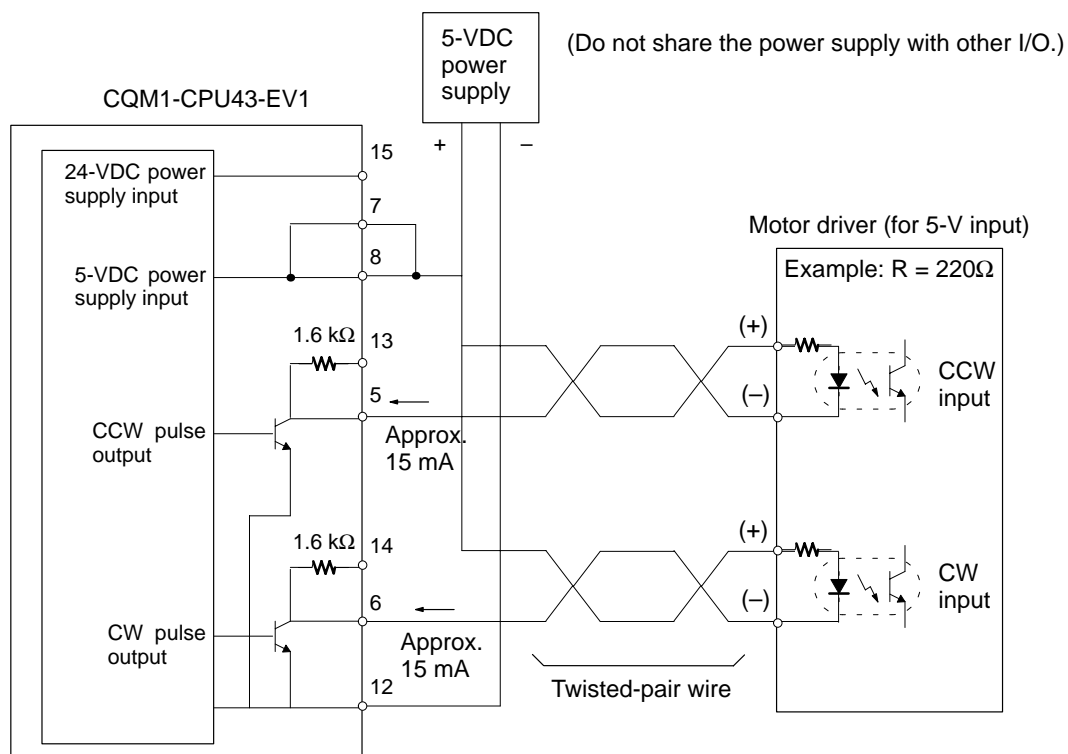 5-VDC
power
supply
(Do not share the power supply with other I/O.)
CQM1-CPU43-EV1
+
–
15
24-VDC power
supply input
7
8
5-VDC power
supply input
Motor driver (for 5-V input)
Example: R = 220Ω
1.6 kΩ
13
(+)
5
(–)
CCW
input
CCW pulse
output
Approx.
15 mA
1.6 kΩ
14
(+)
6
(–)
CW
input
CW pulse
output
Approx.
15 mA
12
Twisted-pair wire